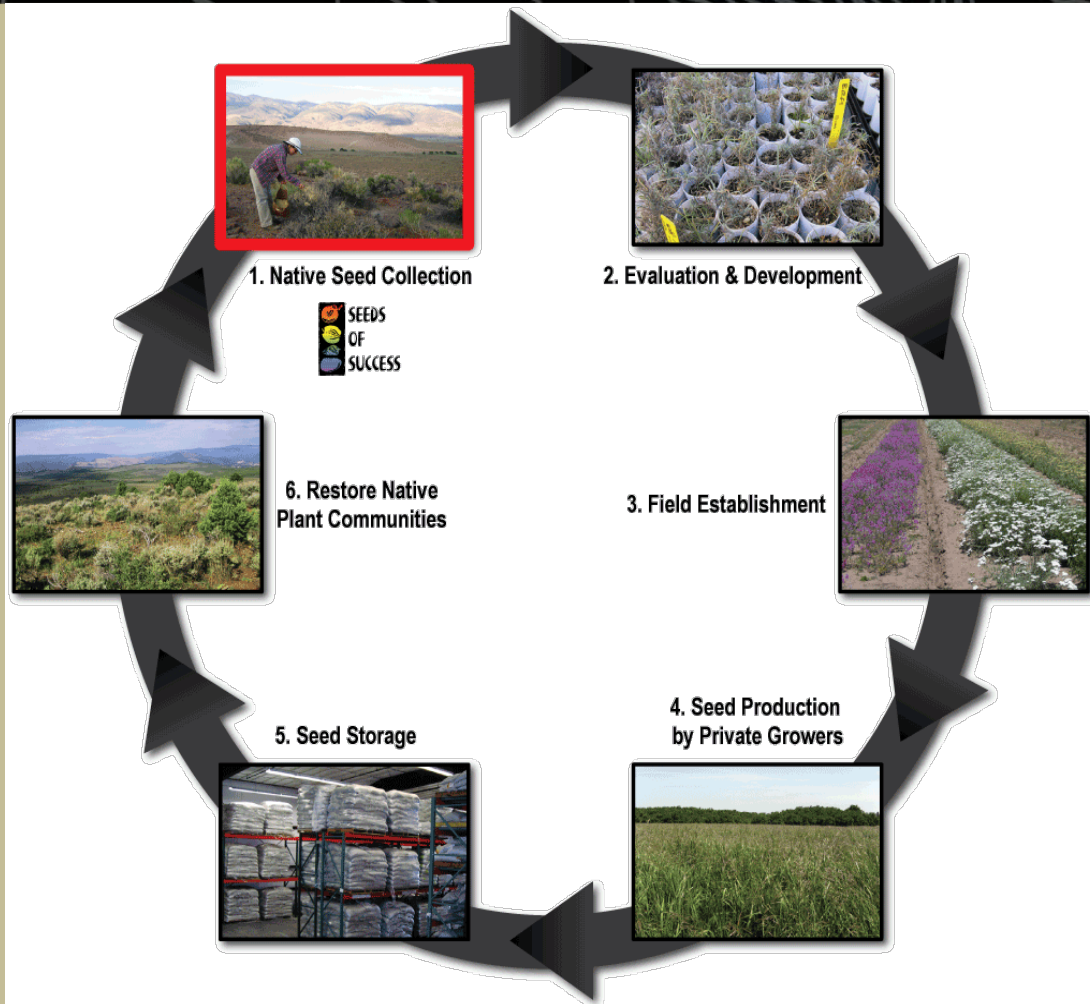 1. Native Seed Collection
SEEDS
OF
SUCCESS
2. Evaluation & Development
3. Field Establishment
4. Seed Production
by Private Growers
5. Seed Storage
6. Restore Native
Plant Communities